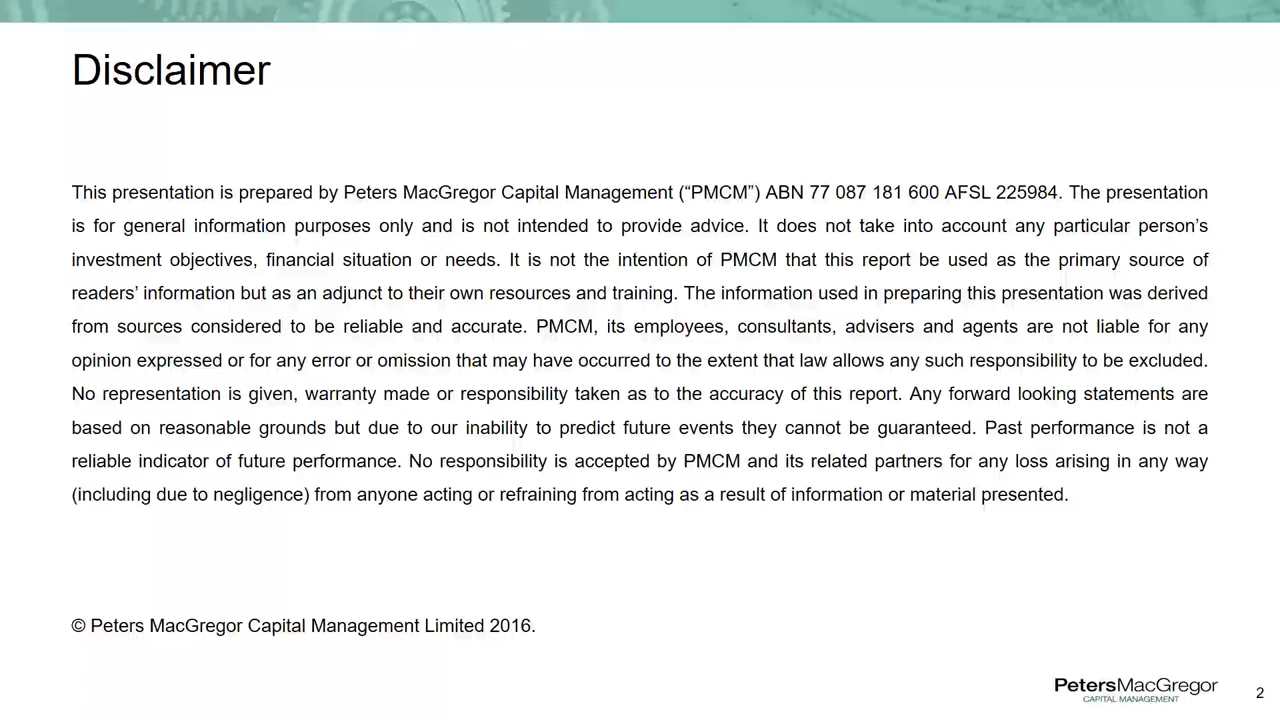 Disclaimer
This presentation is prepared by Peters MacGregor Capital Management (“PMCM”) ABN 77 087 181 600 AFSL 225984. The presentation
is for general information purposes only and is not intended to provide advice. It does not take into account any particular person’s
investment objectives, financial situation or needs. It is not the intention of PMCM that this report be used as the primary source of
readers’ information but as an adjunct to their own resources and training. The information used in preparing this presentation was derived
from sources considered to be reliable and accurate. PMCM, its employees, consultants, advisers and agents are not liable for any
opinion expressed or for any error or omission that may have occurred to the extent that law allows any such responsibility to be excluded.
No representation is given, warranty made or responsibility taken as to the accuracy of this report. Any forward looking statements are
based on reasonable grounds but due to our inability to predict future events they cannot be guaranteed. Past performance is not a
reliable indicator of future performance. No responsibility is accepted by PMCM and its related partners for any loss arising in any way
(including due to negligence) from anyone acting or refraining from acting as a result of information or material presented.
© Peters MacGregor Capital Management Limited 2016.
PetersMacGregor
CAPITAL MANAGEMENT
2